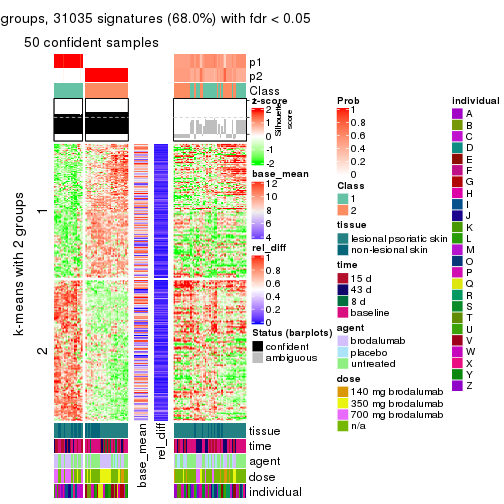 groups, 31035 signatures (68.0%) with fdr < 0.05
50 confident samples
p1
p2
Class
z-score
2
1
0
-1
-2
Silhouette
score
base_mean
12
10
8
6
4
rel_diff
1
0.8
0.6
0.4
0.2
0
Status (barplots)
confident
ambiguous
k-means with 2 groups
1
2
base_mean
rel_diff
tissue
time
agent
dose
individual
Prob
1
0.8
0.6
0.4
0.2
0
Class
1
2
tissue
lesional psoriatic skin
non-lesional skin
time
15 d
43 d
8 d
baseline
agent
brodalumab
placebo
untreated
dose
140 mg brodalumab
350 mg brodalumab
700 mg brodalumab
n/a
individual
A
B
C
D
E
F
G
H
I
J
K
L
M
O
P
Q
R
S
T
U
V
W
X
Y
Z